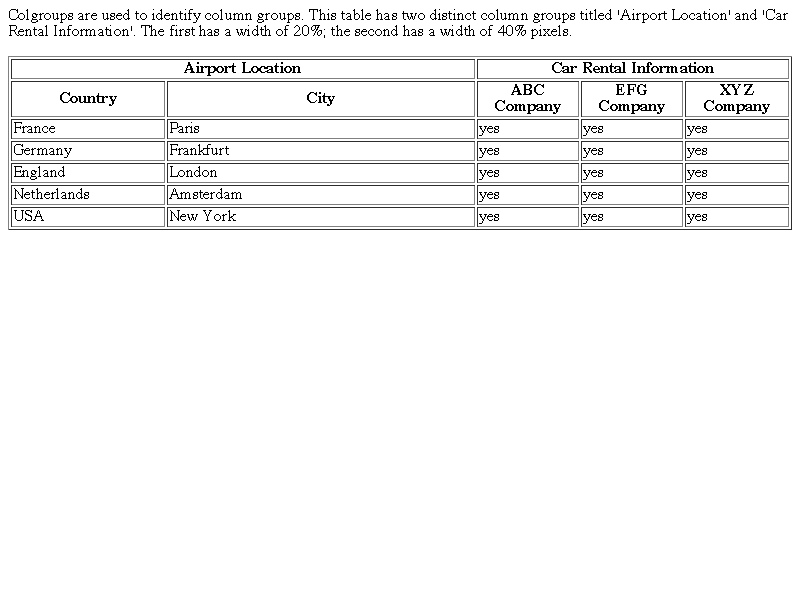 Colgroups are used to identify column groups. This table has two distinct column groups titled 'Airport Location' and 'Car
Rental Information'. The first has a width of 20%; the second has a width of 40% pixels.
Airport Location Car Rental Information
Country City ABC Company EFG Company XYZ Company
France Paris yes yes yes
Germany Frankfurt yes yes yes
England London yes yes yes
Netherlands Amsterdam yes yes yes
USA New York yes yes yes